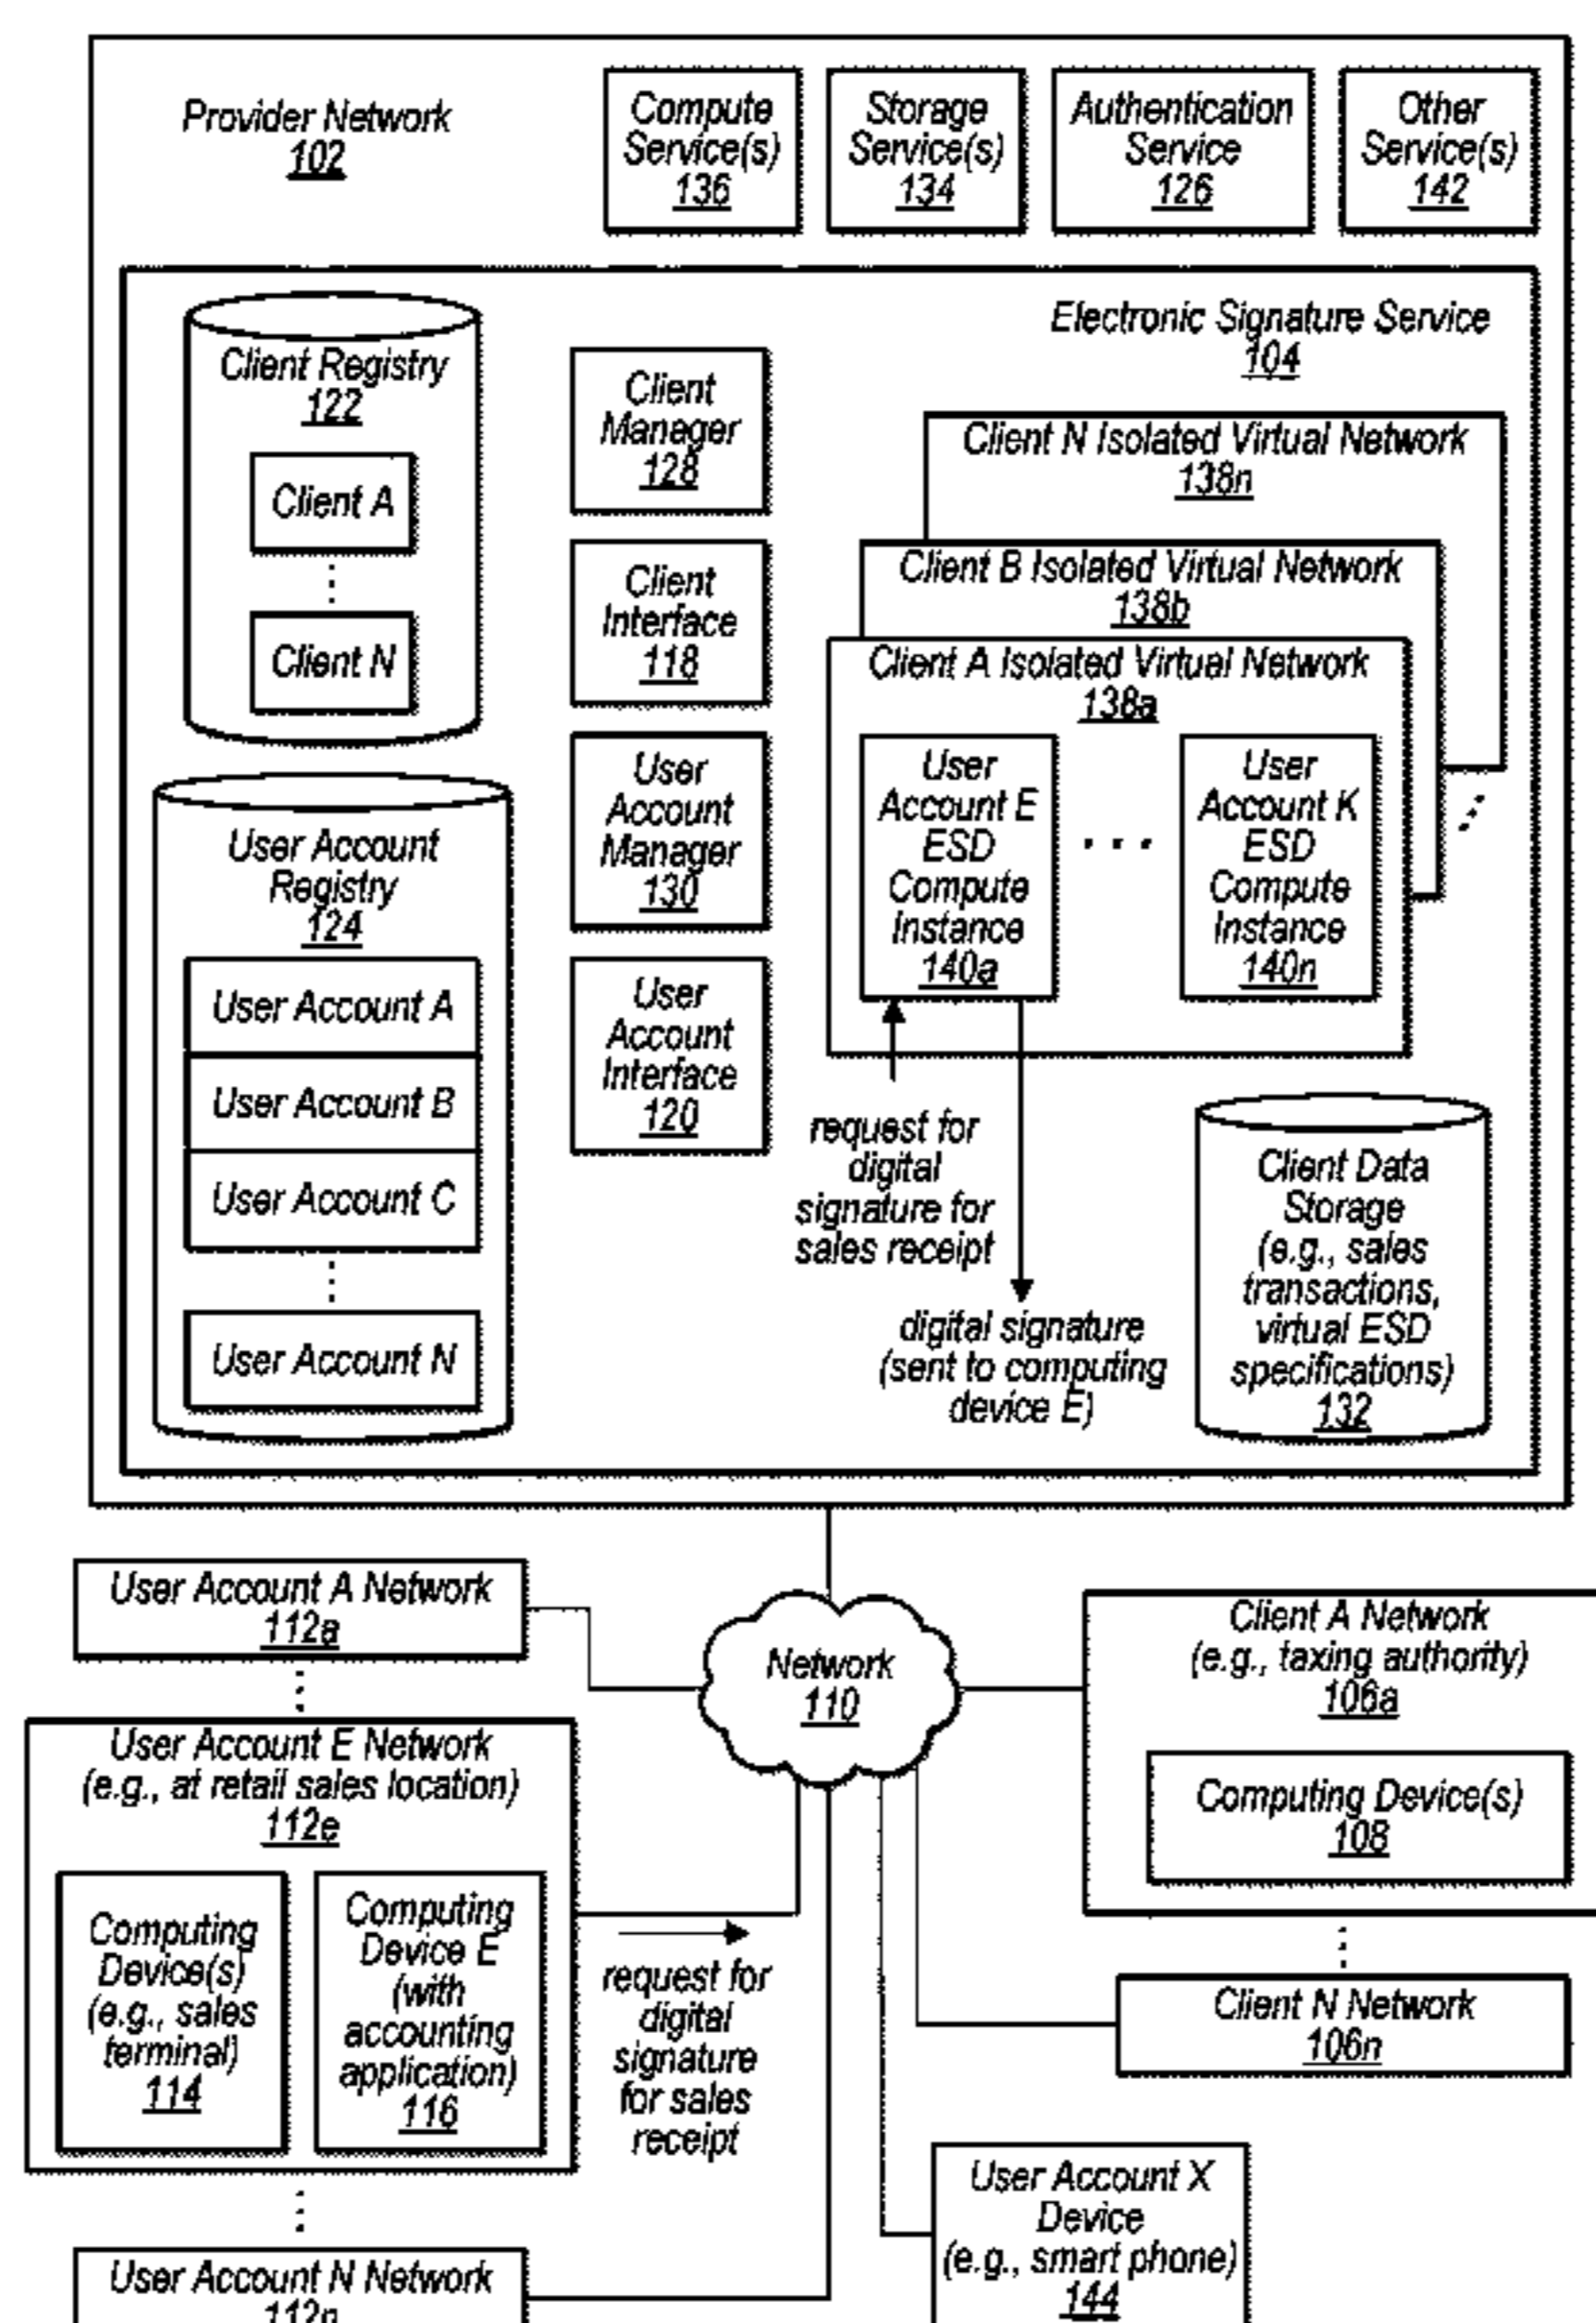 Provider Network
102
Compute
Service(s)
136
Storage
Service(s)
134
Authentication
Service
126
Other
Service(s)
142
Electronic Signature Service
104
Client Registry
122
Client A
Client N
User Account
Registry
124
User Account A
User Account B
User Account C
User Account N
Client
Manager
128
Client
Interface
118
User
Account
Manager
130
User
Account
Interface
120
Client N Isolated Virtual Network
138n
Client B Isolated Virtual Network
138b
Client A Isolated Virtual Network
138a
User
Account E
ESD
Compute
Instance
140a
User
Account K
ESD
Compute
Instance
140n
request for
digital
signature for
sales receipt
digital signature
(sent to computing
device E)
Client Data
Storage
(e.g., sales
transactions,
virtual ESD
specifications)
132
User Account A Network
112a
User Account E Network
(e.g., at retail sales location)
112e
Computing
Device(s)
(e.g., sales
terminal)
114
Computing
Device E
(with
accounting
application)
116
request for
digital
signature
for sales
receipt
User Account N Network
112n
Network
110
Client A Network
(e.g., taxing authority)
106a
Computing Device(s)
108
Client N Network
106n
User Account X
Device
(e.g., smart phone)
144